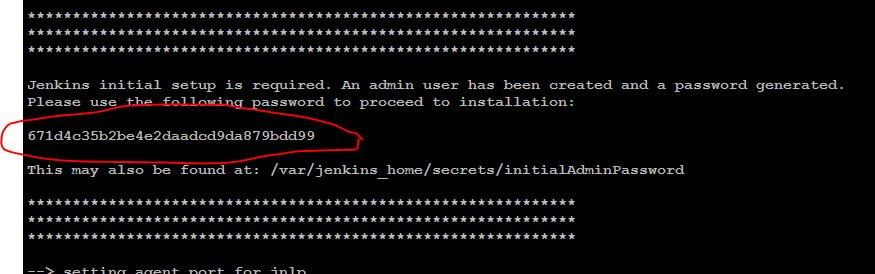 *************************************************************
*************************************************************
*************************************************************
Jenkins initial setup is required. An admin user has been created and a password generated.
Please use the following password to proceed to installation:
671d4c35b2be4e2daadcd9da879bdd99
This may also be found at: /var/jenkins_home/secrets/initialAdminPassword
*************************************************************
*************************************************************
*************************************************************
--> setting agent port for jnlp